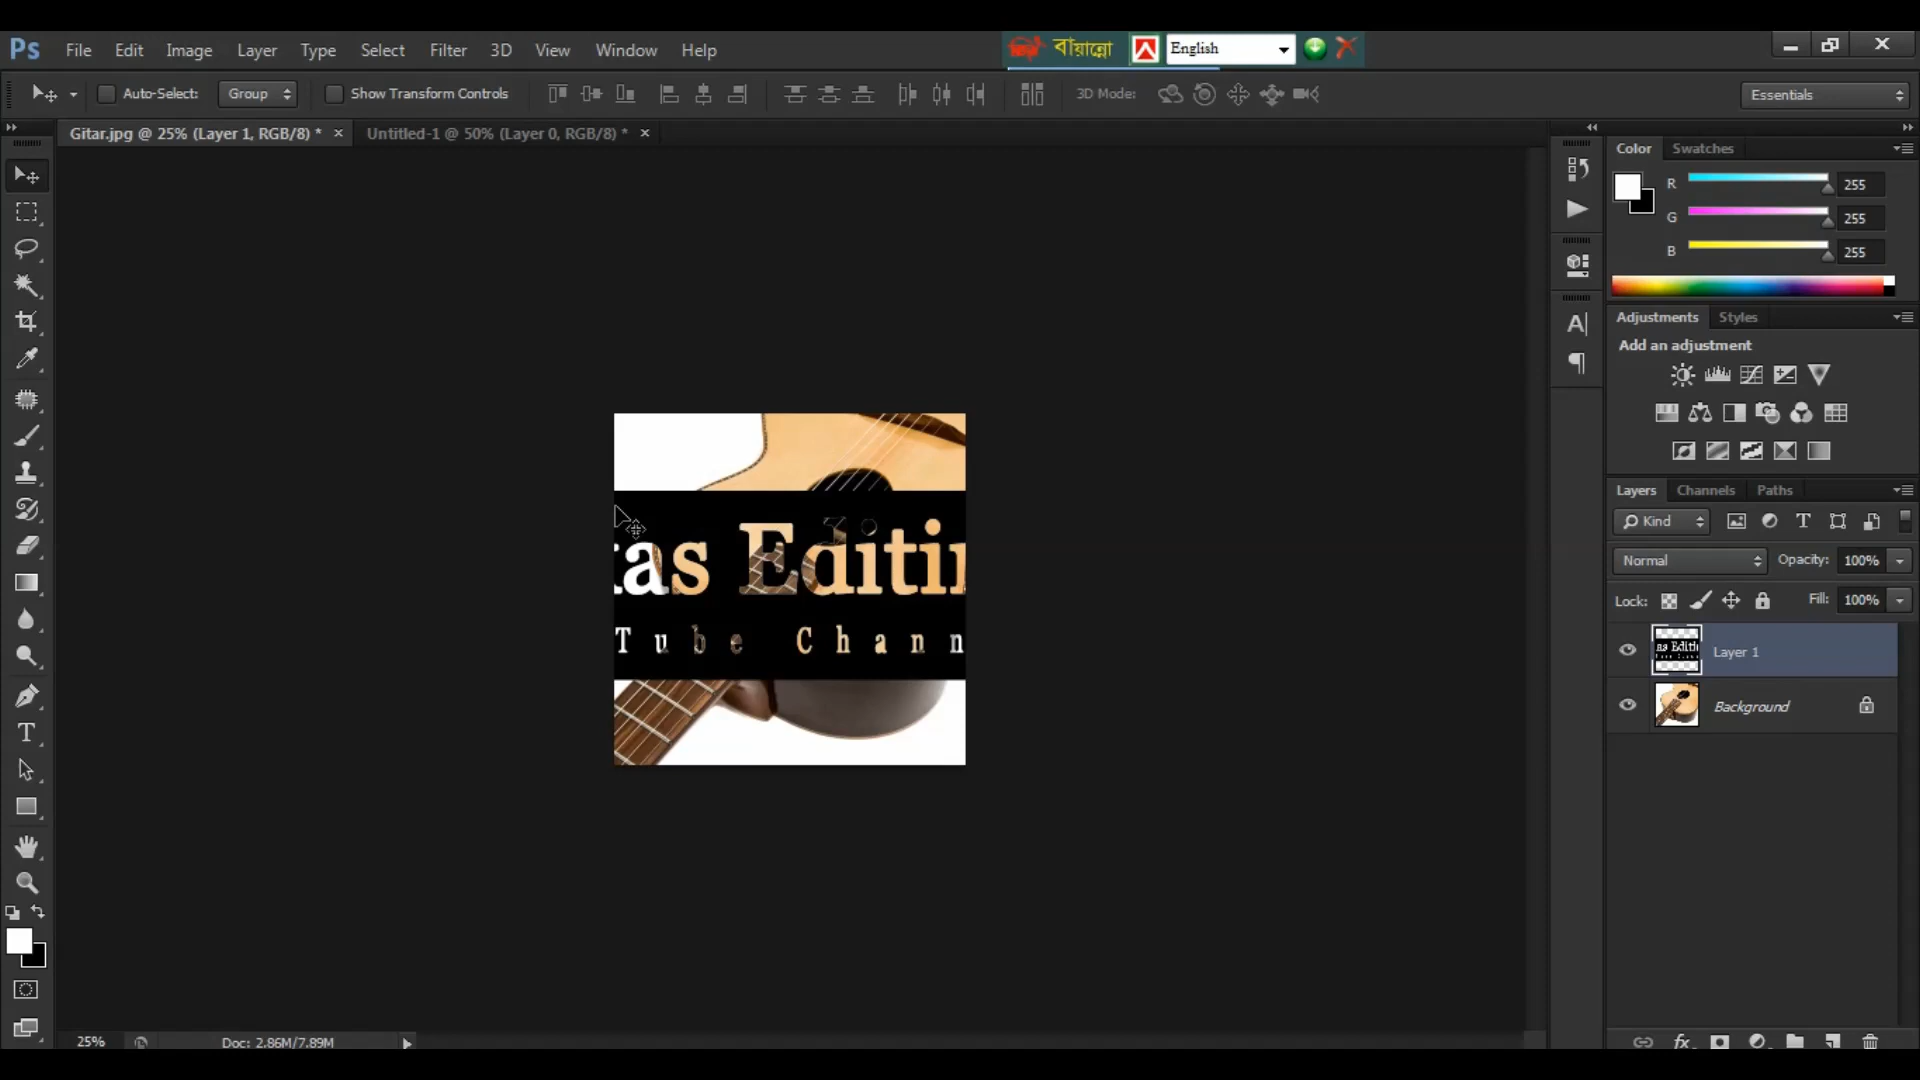 Ps File Edit Image Layer Type Select Filter 3D View Window Help
বায়ান্নো English
Auto-Select: Group Show Transform Controls 3D Mode: Essentials
Gitar.jpg @ 25% (Layer 1, RGB/8) * × Untitled-1 @ 50% (Layer 0, RGB/8) * ×
Color Swatches
R 255
G 255
B 255
Adjustments Styles
Add an adjustment
as Editin
Tube Chann
Layers Channels Paths
Kind
Normal Opacity: 100%
Lock: Fill: 100%
Layer 1
Background
25% Doc: 2.86M/7.89M